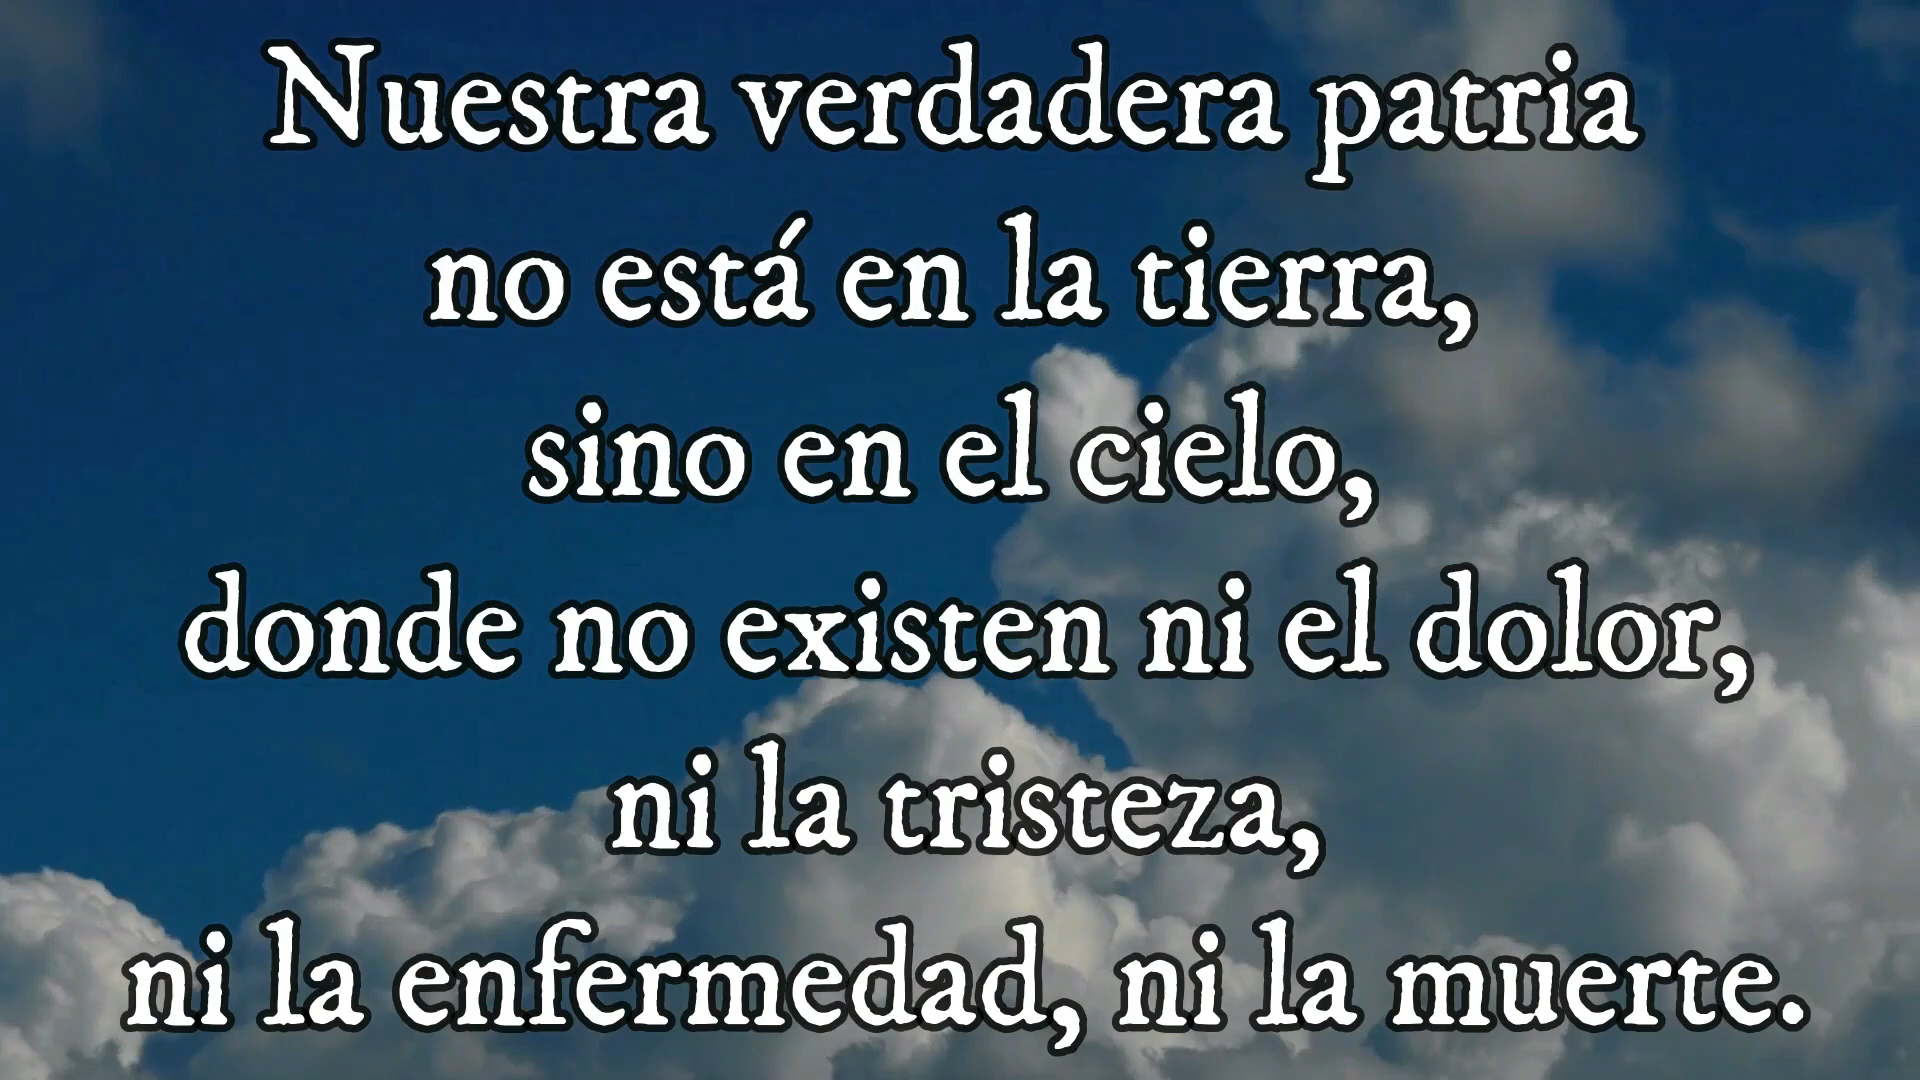 Nuestra verdadera patria
no está en la tierra,
sino en el cielo,
donde no existen ni el dolor,
ni la tristeza,
ni la enfermedad, ni la muerte.